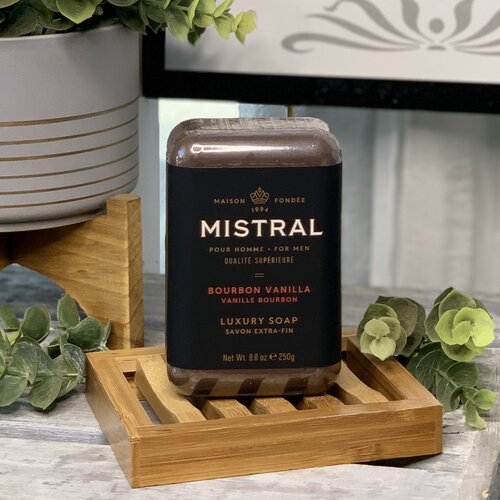 MAISON FONDÉE
1994
MISTRAL
POUR HOMME • FOR MEN
QUALITÉ SUPÉRIEURE
BOURBON VANILLA
VANILLE BOURBON
LUXURY SOAP
SAVON EXTRA-FIN
Net Wt. 8.8 oz ℮ 250g